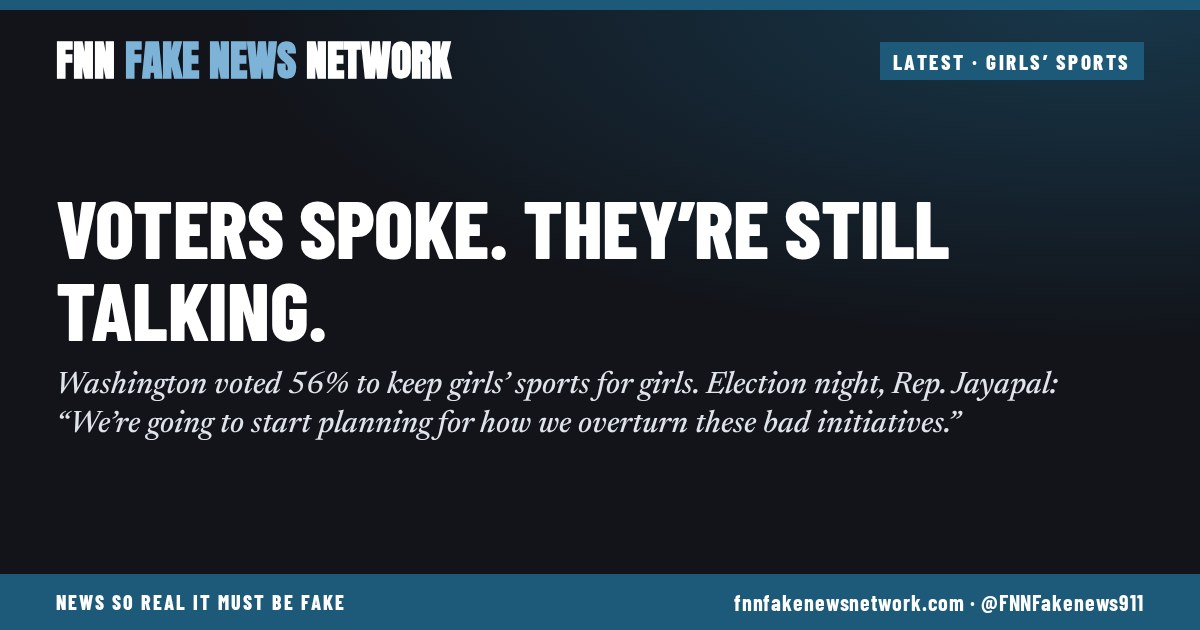 FNN FAKE NEWS NETWORK
LATEST · GIRLS’ SPORTS
VOTERS SPOKE. THEY’RE STILL
TALKING.
Washington voted 56% to keep girls’ sports for girls. Election night, Rep. Jayapal:
“We’re going to start planning for how we overturn these bad initiatives.”
NEWS SO REAL IT MUST BE FAKE
fnnfakenewsnetwork.com · @FNNFakenews911